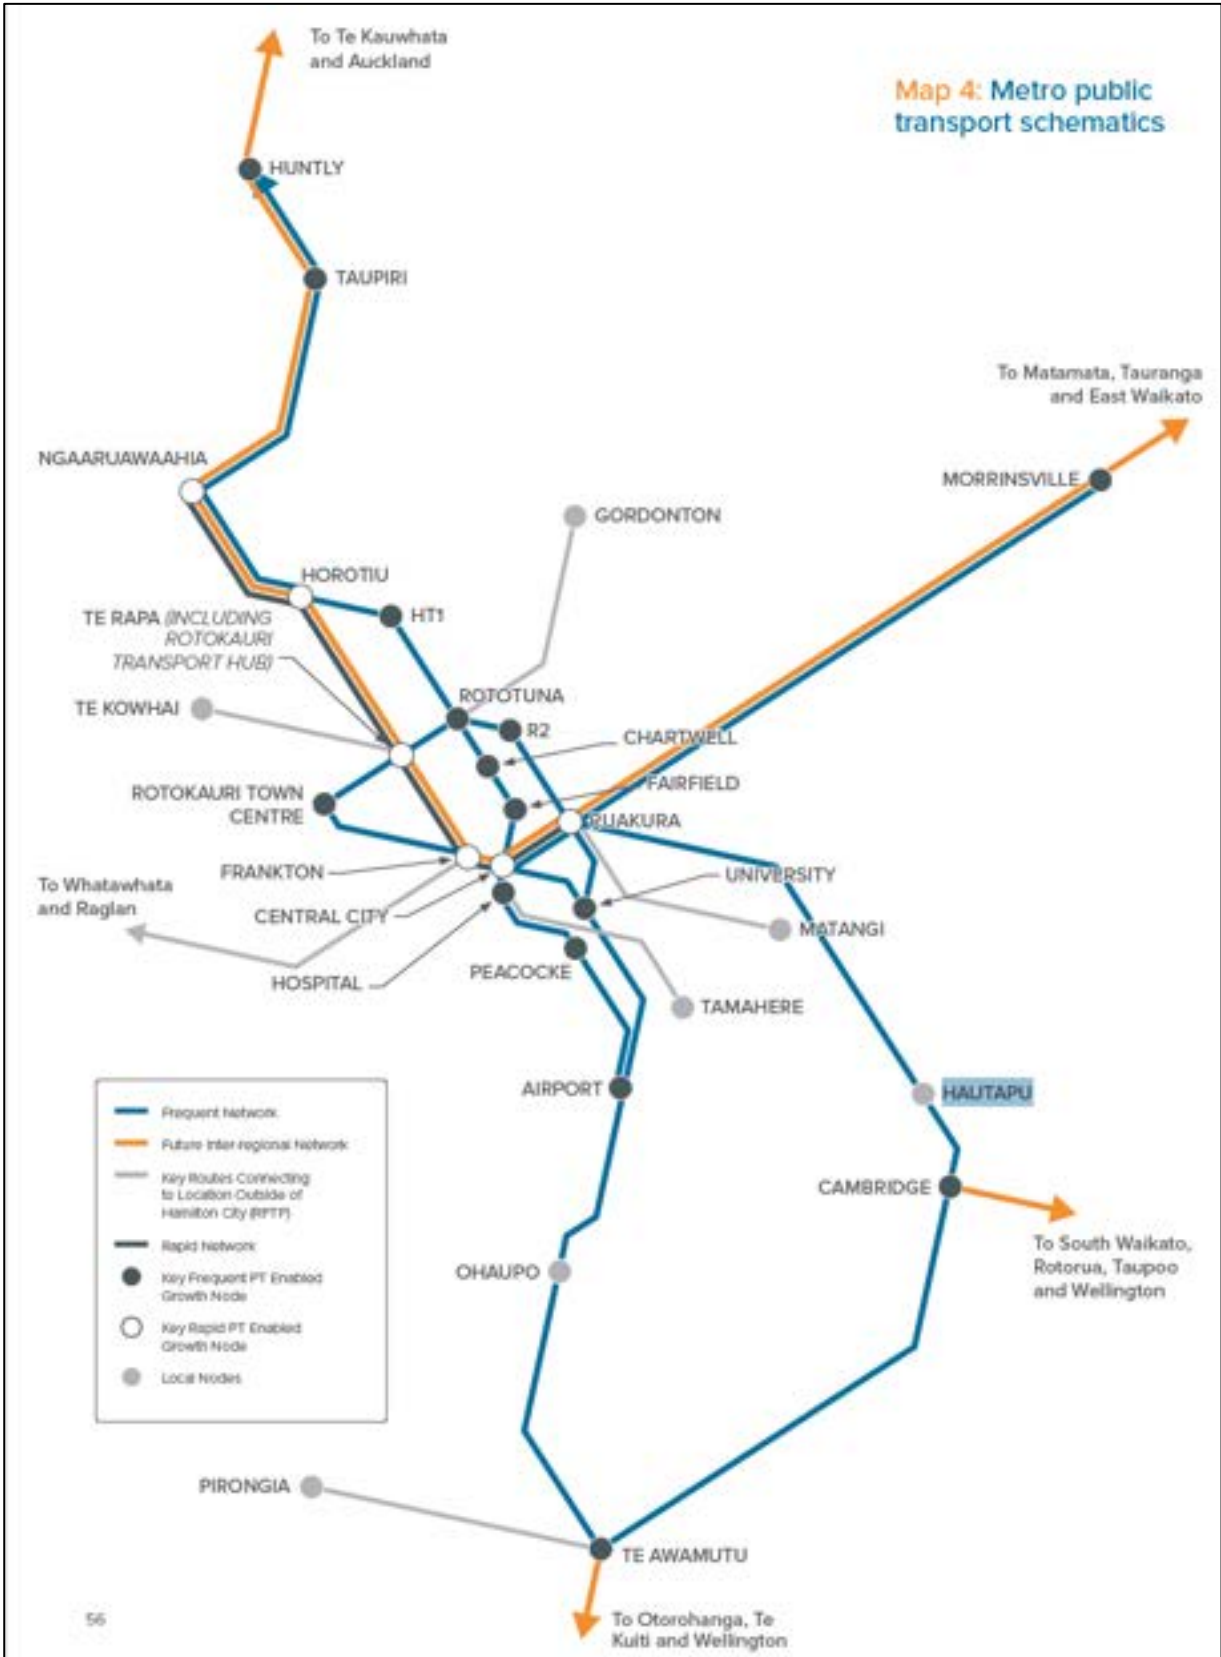 To Te Kauwhata
and Auckland
Map 4: Metro public
transport schematics
HUNTLY
TAUPIRI
To Matamata, Tauranga
and East Waikato
NGAARUAWAAHIA
MORRINSVILLE
GORDONTON
HOROTIU
TE RAPA (INCLUDING
ROTOKAURI
TRANSPORT HUB)
HT1
TE KOWHAI
ROTOTUNA
R2
CHARTWELL
FAIRFIELD
ROTOKAURI TOWN
CENTRE
RUAKURA
FRANKTON
UNIVERSITY
To Whatawhata
and Raglan
CENTRAL CITY
MATANGI
HOSPITAL
PEACOCKE
TAMAHERE
AIRPORT
HAUTAPU
Frequent Network
Future Inter-regional Network
Key Routes Connecting
to Location Outside of
Hamilton City (RPTP)
Rapid Network
Key Frequent PT Enabled
Growth Node
Key Rapid PT Enabled
Growth Node
Local Nodes
CAMBRIDGE
To South Waikato,
Rotorua, Taupoo
and Wellington
OHAUPO
PIRONGIA
TE AWAMUTU
56
To Otorohanga, Te
Kuiti and Wellington